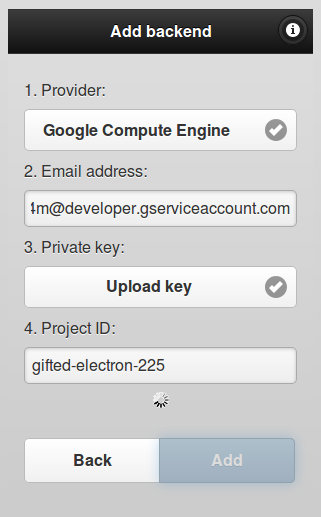 Add backend
1. Provider:
Google Compute Engine
2. Email address:
4m@developer.gserviceaccount.com
3. Private key:
Upload key
4. Project ID:
gifted-electron-225
Back
Add